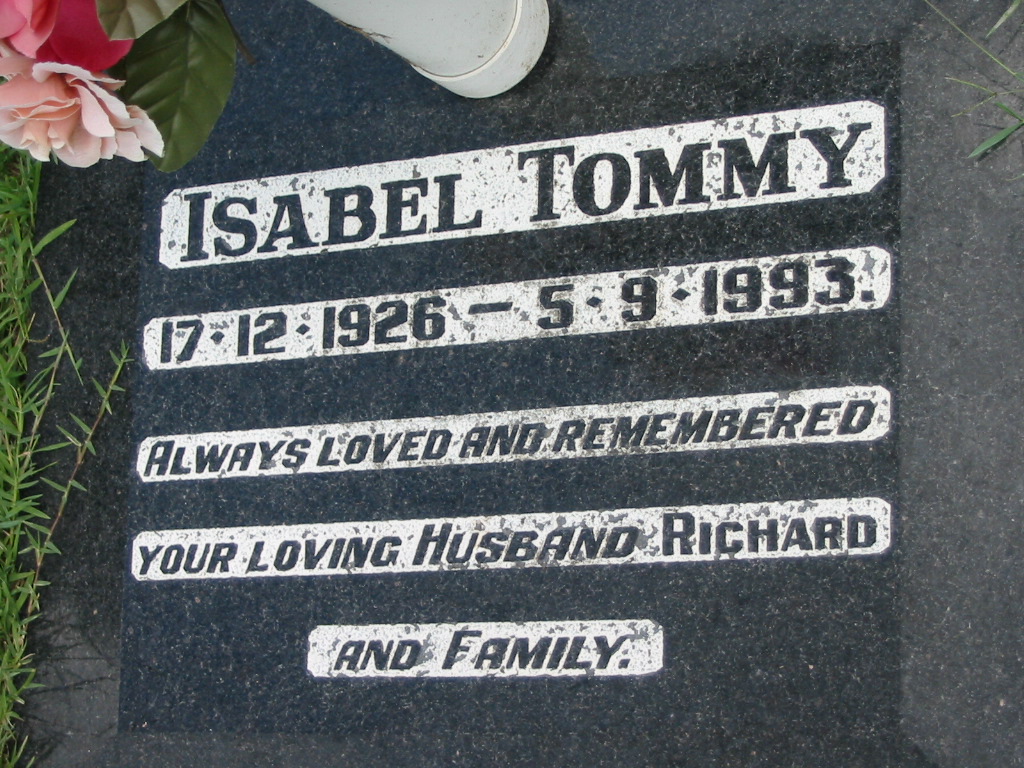 ISABEL TOMMY
17·12·1926 – 5·9·1993.
ALWAYS LOVED AND REMEMBERED
YOUR LOVING HUSBAND RICHARD
AND FAMILY.